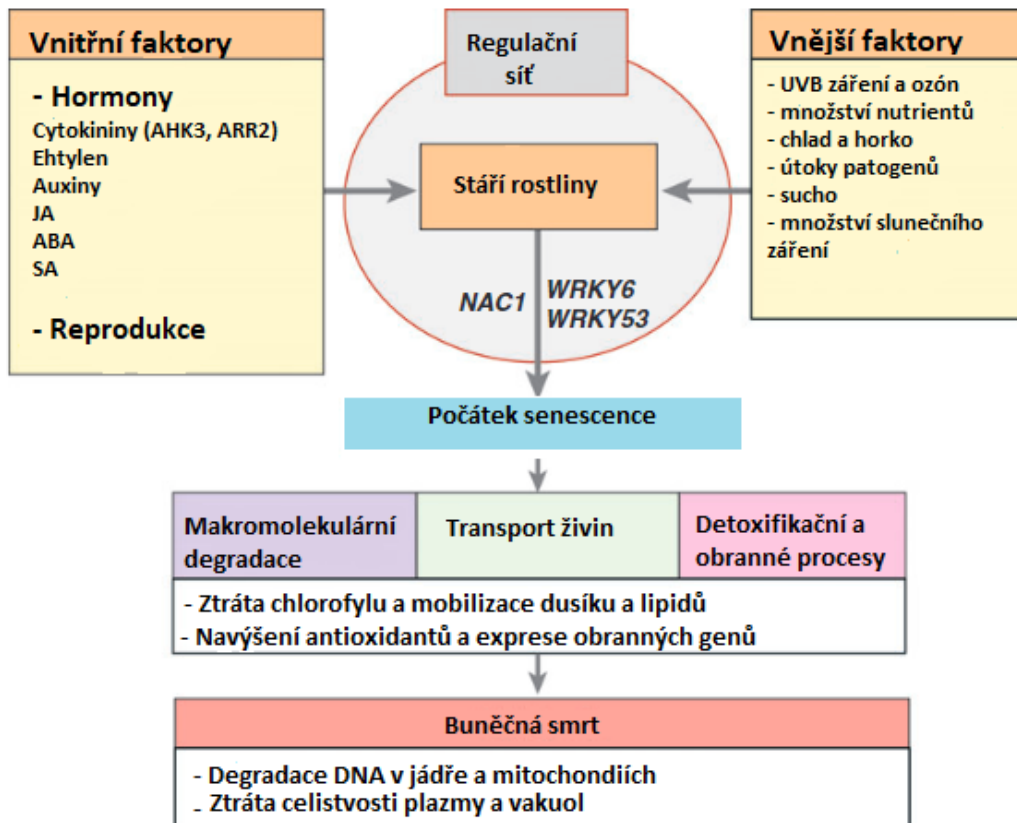 Vnitřní faktory
- Hormony
Cytokininy (AHK3, ARR2)
Ehtylen
Auxiny
JA
ABA
SA
- Reprodukce
Regulační
síť
Stáří rostliny
NAC1
WRKY6
WRKY53
Vnější faktory
- UVB záření a ozón
- množství nutrientů
- chlad a horko
- útoky patogenů
- sucho
- množství slunečního
záření
Počátek senescence
Makromolekulární
degradace
Transport živin
Detoxifikační a
obranné procesy
- Ztráta chlorofylu a mobilizace dusíku a lipidů
- Navýšení antioxidantů a exprese obranných genů
Buněčná smrt
- Degradace DNA v jádře a mitochondiích
- Ztráta celistvosti plazmy a vakuol